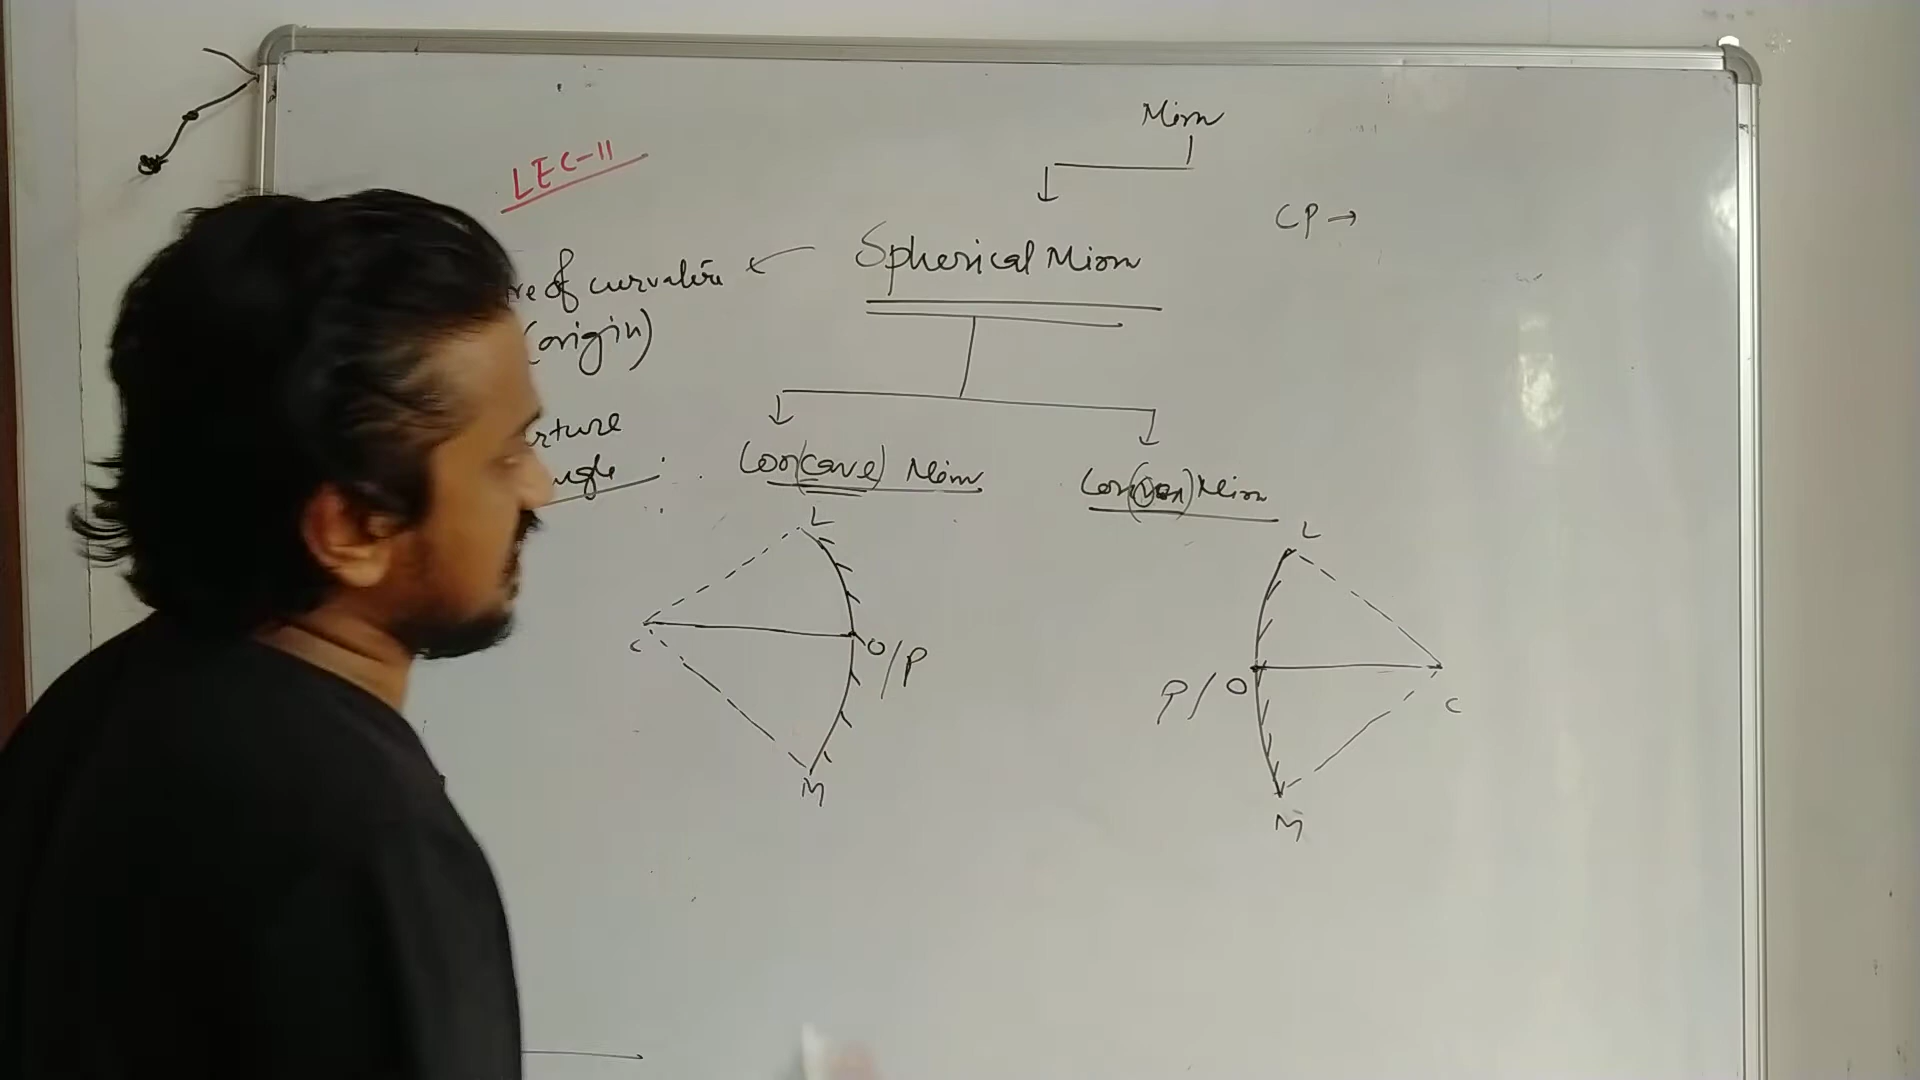 Mirror
LEC-11
CP →
Spherical Mirror
re of curvature
(origin)
rture
ngle
Con(cave) Mirror
Con(vex) Mirror
L
L
C
O/P
P/O
C
M
M